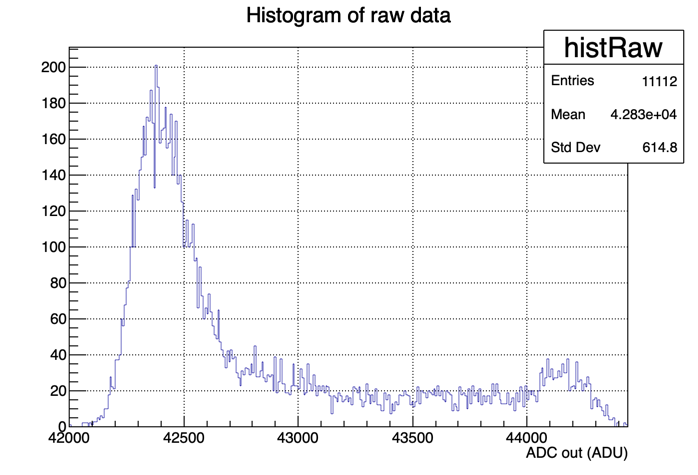 Histogram of raw data
histRaw
Entries 11112
Mean 4.283e+04
Std Dev 614.8
200
180
160
140
120
100
80
60
40
20
0
42000 42500 43000 43500 44000
ADC out (ADU)